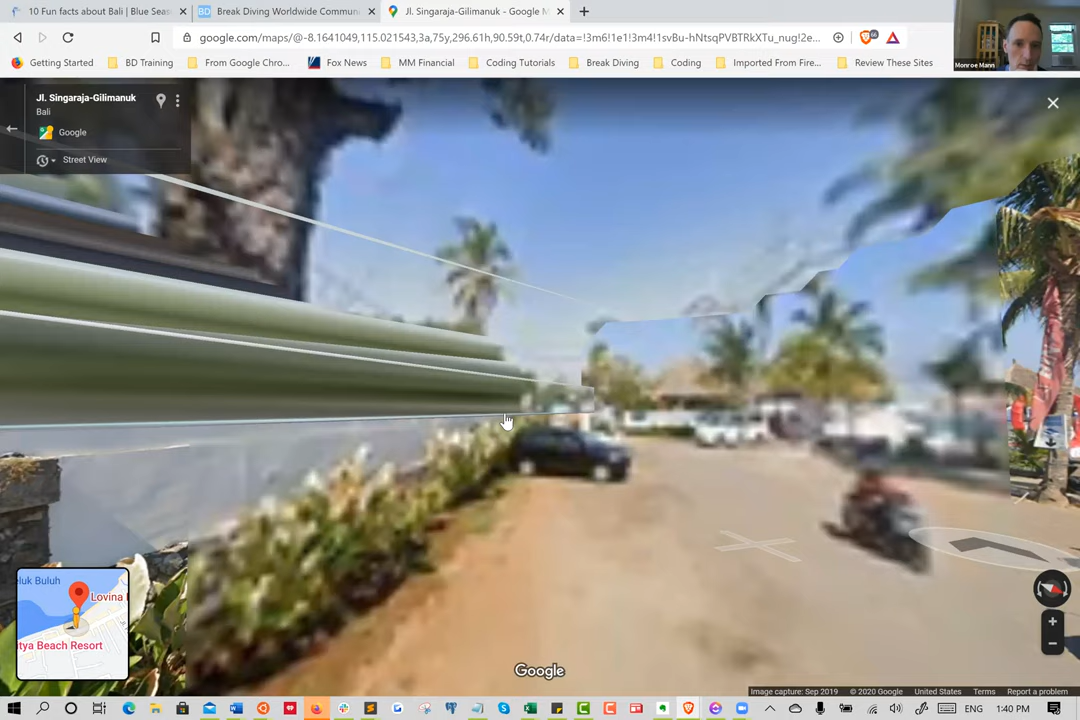 10 Fun facts about Bali | Blue Seas
BD Break Diving Worldwide Commun
Jl. Singaraja-Gilimanuk - Google M
google.com/maps/@-8.1641049,115.021543,3a,75y,296.61h,90.59t,0.74r/data=!3m6!1e1!3m4!1svBu-hNtsqPVBTRkXTu_nug!2e...
66
Getting Started
BD Training
From Google Chro...
Fox News
MM Financial
Coding Tutorials
Break Diving
Coding
Imported From Fire...
Review These Sites
Monroe Mann
Jl. Singaraja-Gilimanuk
Bali
Google
Street View
Buluh
Lovina
tya Beach Resort
Google
Image capture: Sep 2019
© 2020 Google
United States
Terms
Report a problem
ENG
1:40 PM